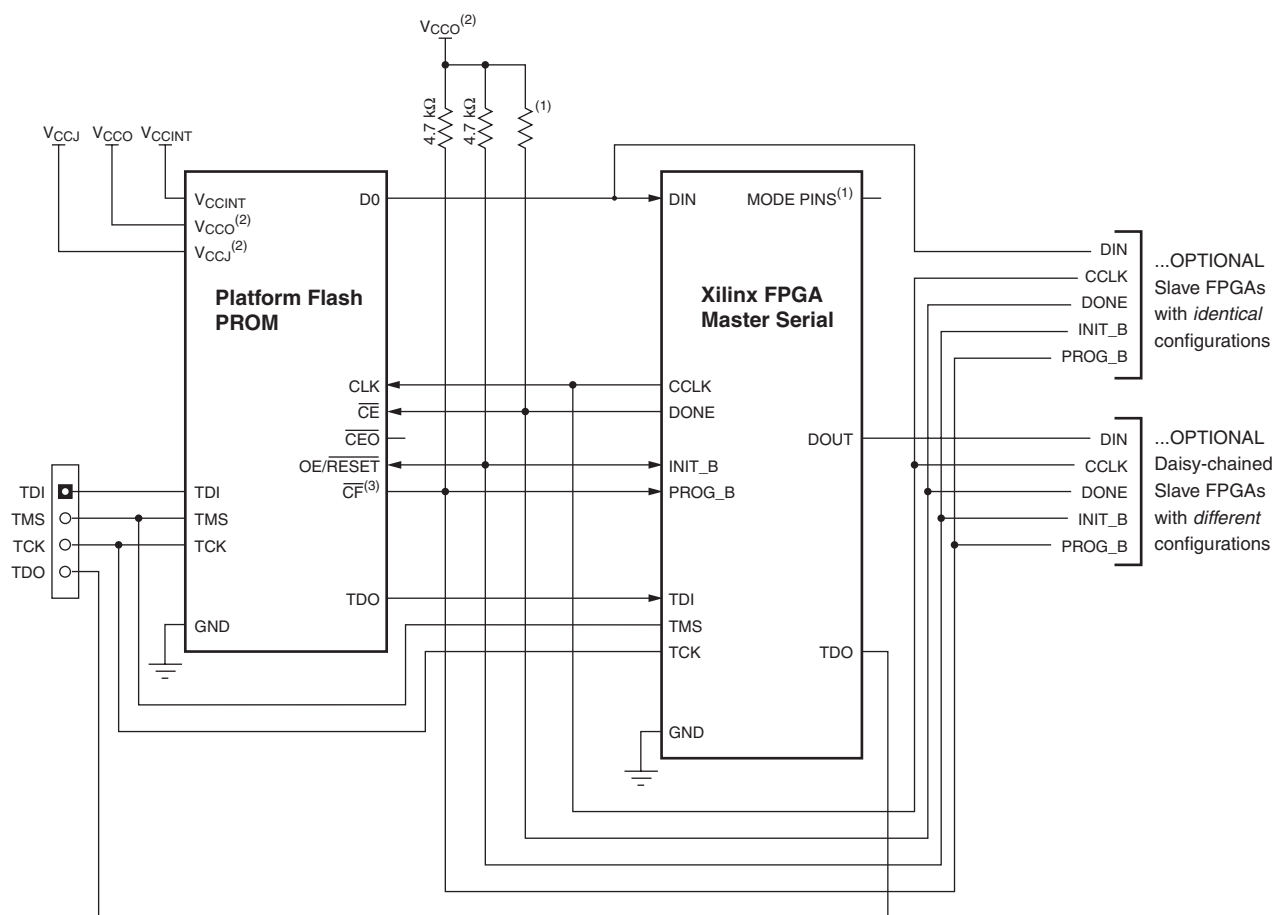 VCCO(2)
4.7 kΩ
4.7 kΩ
(1)
VCCJ VCCO VCCINT
VCCINT
VCCO(2)
VCCJ(2)
D0
Platform Flash
PROM
CLK
CE
CEO
OE/RESET
CF(3)
TDI
TMS
TCK
TDO
GND
TDI
TMS
TCK
TDO
DIN
MODE PINS(1)
Xilinx FPGA
Master Serial
CCLK
DONE
DOUT
INIT_B
PROG_B
TDI
TMS
TCK
TDO
GND
DIN
CCLK
DONE
INIT_B
PROG_B
...OPTIONAL
Slave FPGAs
with identical
configurations
DIN
CCLK
DONE
INIT_B
PROG_B
...OPTIONAL
Daisy-chained
Slave FPGAs
with different
configurations